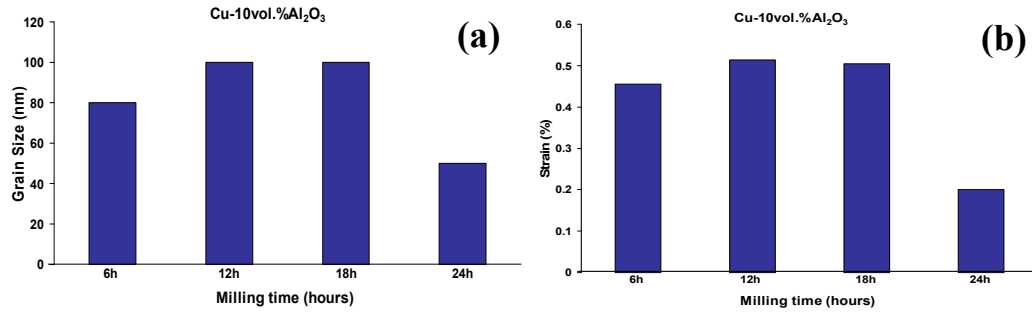 Cu-10vol.%Al₂O₃
(a)
Grain Size (nm)
120
100
80
60
40
20
0
6h 12h 18h 24h
Milling time (hours)
Cu-10vol.%Al₂O₃
(b)
Strain (%)
0.6
0.5
0.4
0.3
0.2
0.1
0
6h 12h 18h 24h
Milling time (hours)